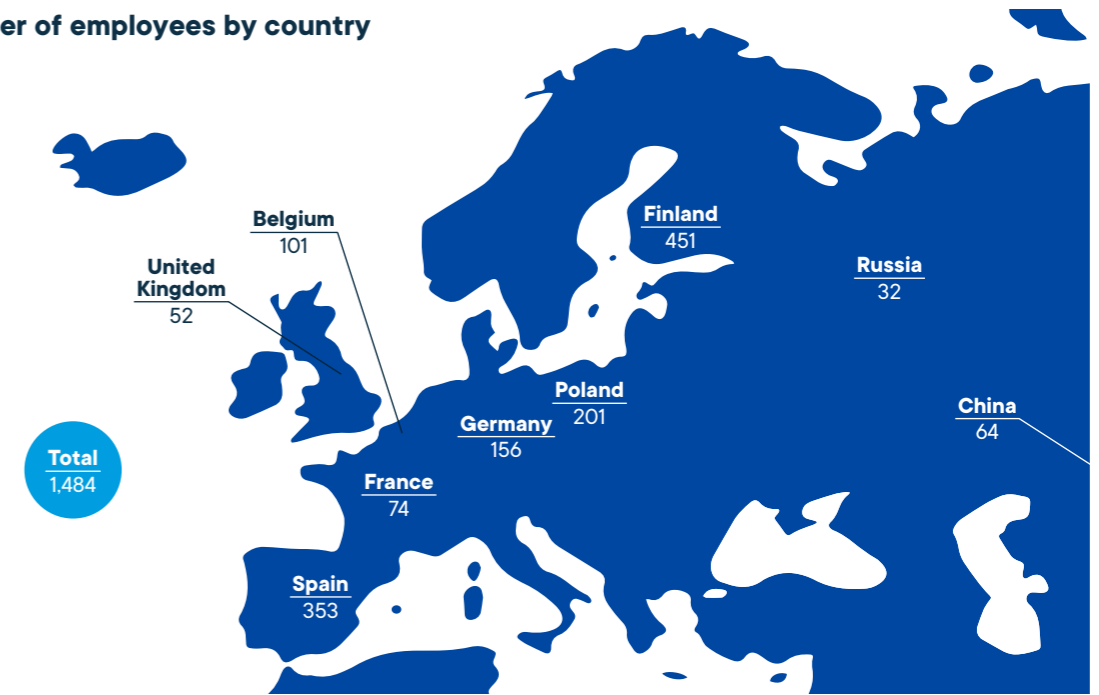 er of employees by country
Belgium
101
United
Kingdom
52
Finland
451
Russia
32
Poland
201
Germany
156
China
64
Total
1,484
France
74
Spain
353